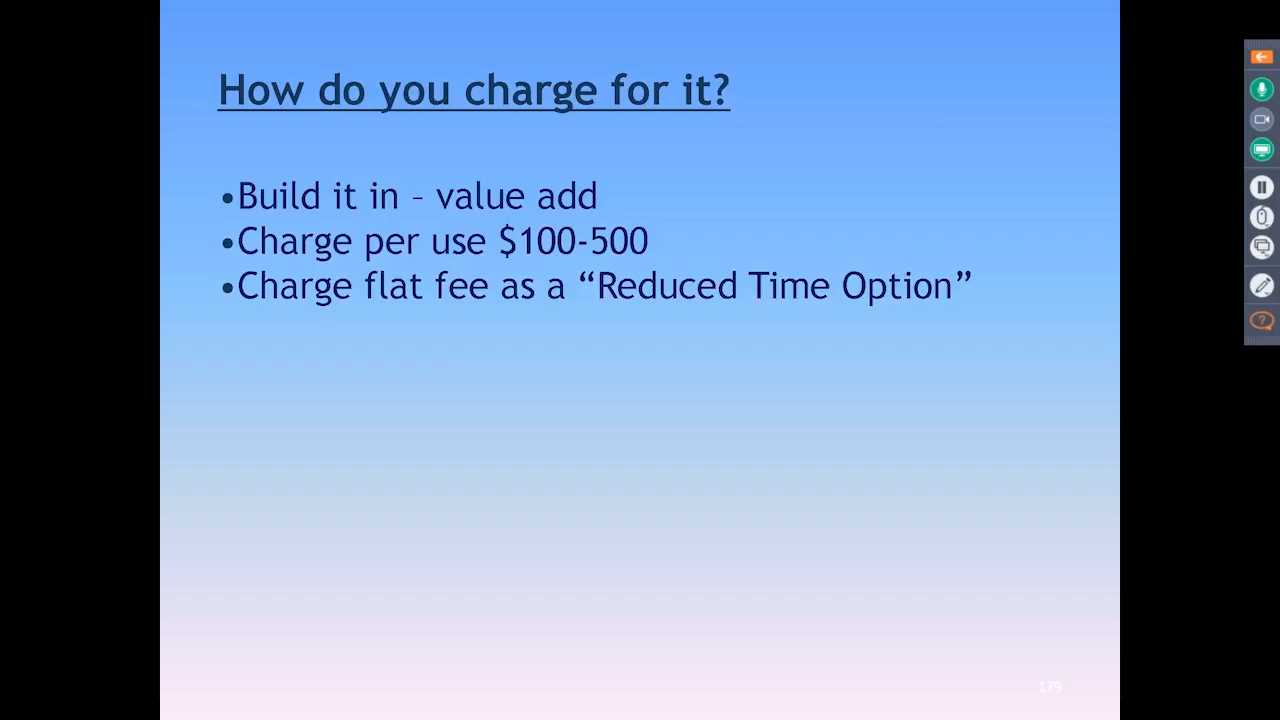 How do you charge for it?
•Build it in – value add
•Charge per use $100-500
•Charge flat fee as a “Reduced Time Option”
179